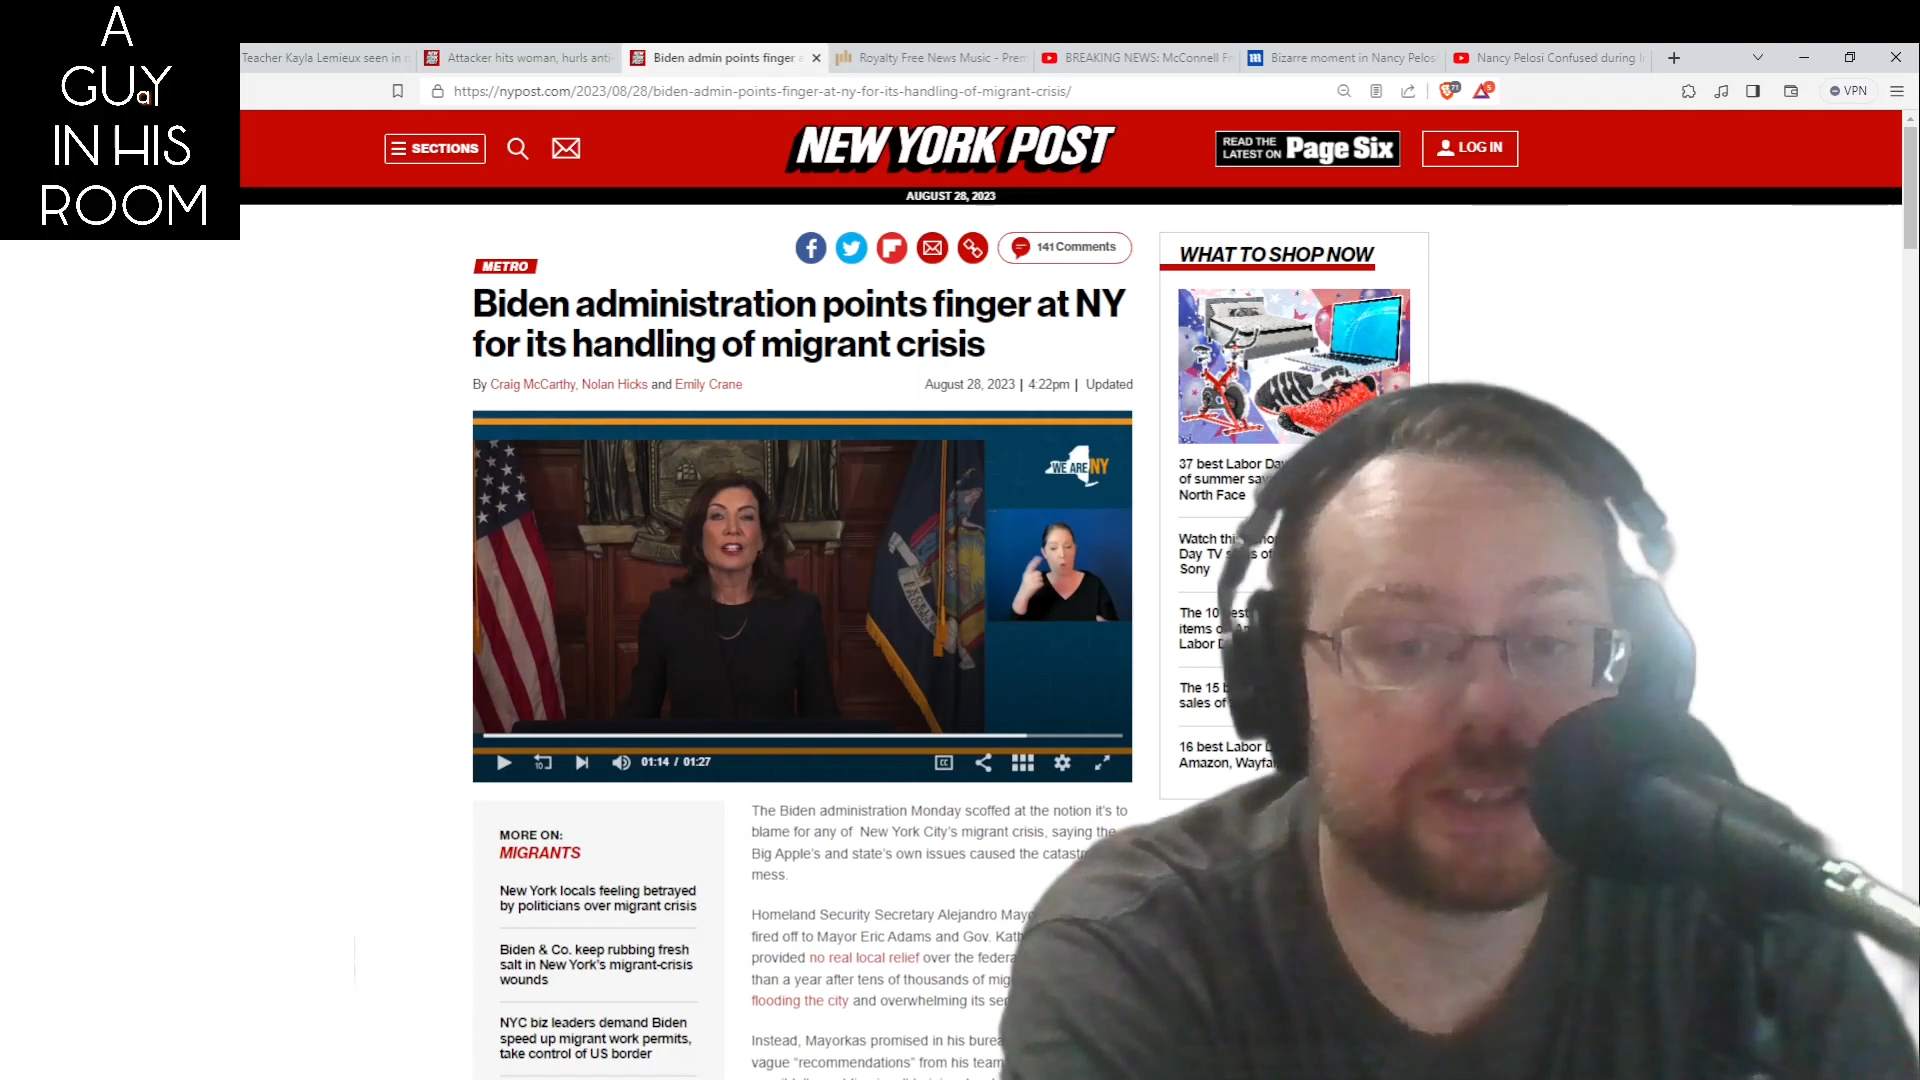 A
GUaY
IN HIS
ROOM
Teacher Kayla Lemieux seen in
Attacker hits woman, hurls anti-
Biden admin points finger a
Royalty Free News Music - Prem
BREAKING NEWS: McConnell Fr
Bizarre moment in Nancy Pelosi'
Nancy Pelosi Confused during I
https://nypost.com/2023/08/28/biden-admin-points-finger-at-ny-for-its-handling-of-migrant-crisis/
VPN
SECTIONS
NEW YORK POST
READ THE
LATEST ON
Page Six
LOG IN
AUGUST 28, 2023
141 Comments
METRO
Biden administration points finger at NY
for its handling of migrant crisis
By Craig McCarthy, Nolan Hicks and Emily Crane
August 28, 2023 | 4:22pm | Updated
WE ARE NY
10
01:14 / 01:27
CC
MORE ON:
MIGRANTS
New York locals feeling betrayed
by politicians over migrant crisis
Biden & Co. keep rubbing fresh
salt in New York's migrant-crisis
wounds
NYC biz leaders demand Biden
speed up migrant work permits,
take control of US border
The Biden administration Monday scoffed at the notion it's to
blame for any of New York City's migrant crisis, saying the
Big Apple's and state's own issues caused the
mess.
Homeland Security Secretary Alejandro
fired off to Mayor Eric Adams and Gov.
provided no real local relief over the
than a year after tens of thousands of
flooding the city and overwhelming its
Instead, Mayorkas promised in his
vague “recommendations” from his team
WHAT TO SHOP NOW
37 best Labor
of summer
North Face
Watch
Day TV
Sony
The 10 best
items
Labor
The 15
sales of
16 best Labor
Amazon,